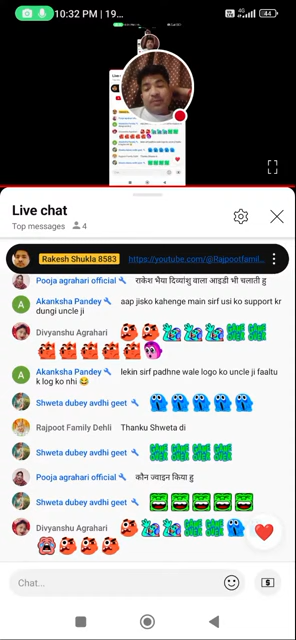 10:32 PM | 19...
4G
44
Live chat
Top messages 4
Rakesh Shukla 8583 https://youtube.com/@Rajpootfamil...
Pooja agrahari official राकेश भैया दिव्यांशु वाला आइडी भी चलाती हु
A Akanksha Pandey aap jisko kahenge main sirf usi ko support kr
dungi uncle ji
Divyanshu Agrahari
A Akanksha Pandey lekin sirf padhne wale logo ko uncle ji faaltu
k log ko nhi 😂
Shweta dubey avdhi geet
Rajpoot Family Dehli Thanku Shweta di
Shweta dubey avdhi geet
Pooja agrahari official कौन ज्वाइन किया हु
Shweta dubey avdhi geet
Divyanshu Agrahari
Chat...